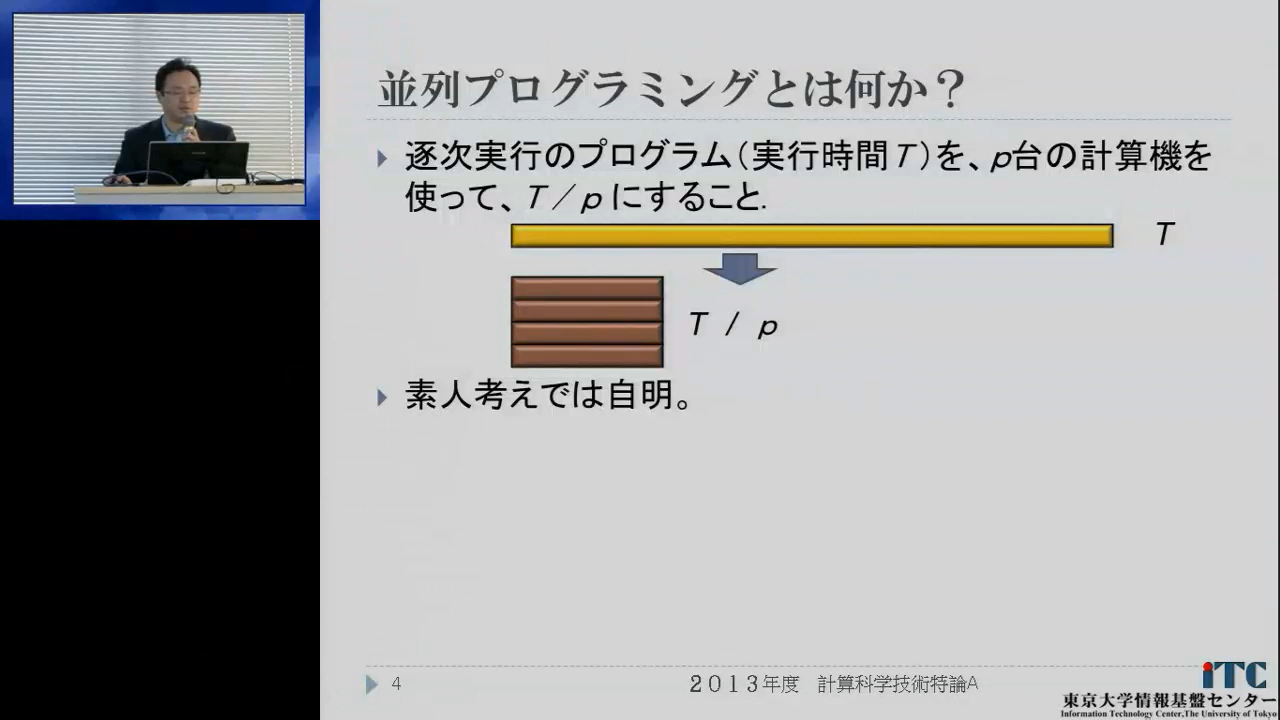 並列プログラミングとは何か？
逐次実行のプログラム（実行時間T）を、p台の計算機を
使って、T / p にすること.
T
T / p
素人考えでは自明。
4
2013年度 計算科学技術特論A
iTC
東京大学情報基盤センター
Information Technology Center,The University of Tokyo